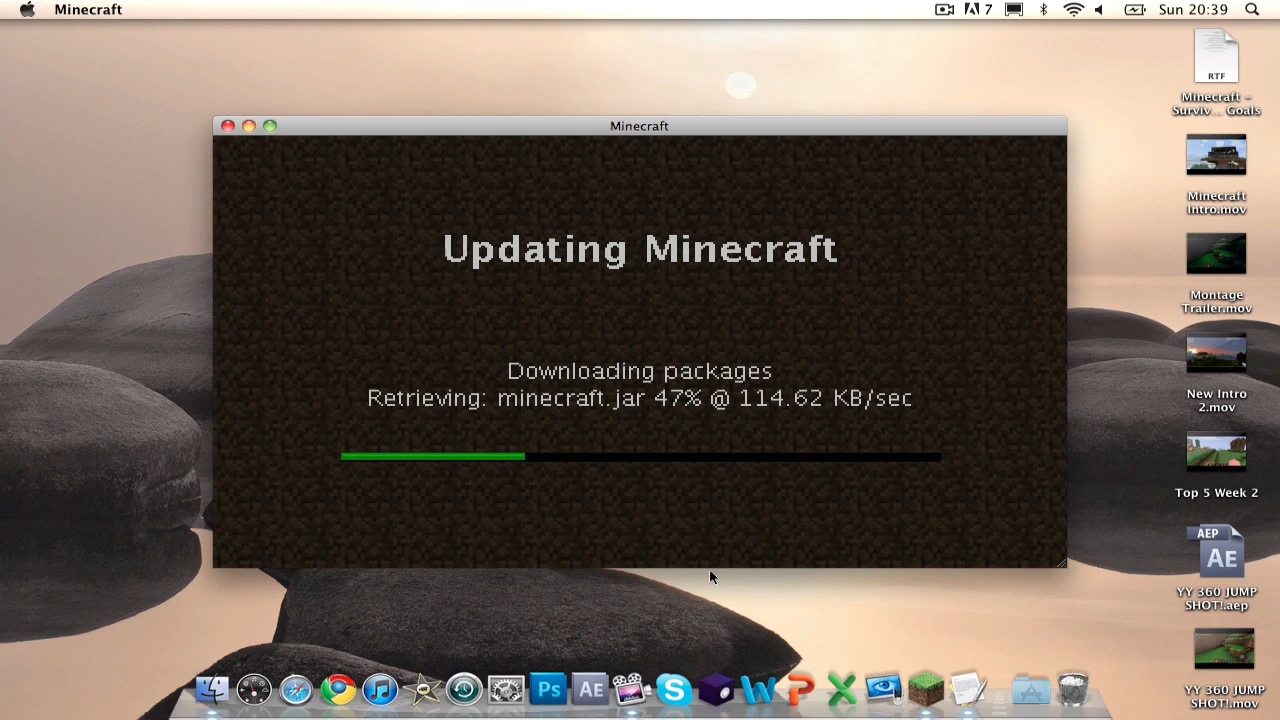 Minecraft
7
Sun 20:39
Minecraft
Updating Minecraft
Downloading packages
Retrieving: minecraft.jar 47% @ 114.62 KB/sec
RTF
Minecraft -
Surviv... Goals
Minecraft
Intro.mov
Montage
Trailer.mov
New Intro
2.mov
Top 5 Week 2
AEP
AE
YY 360 JUMP
SHOT!.aep
YY 360 JUMP
SHOT!.mov
Ps
AE